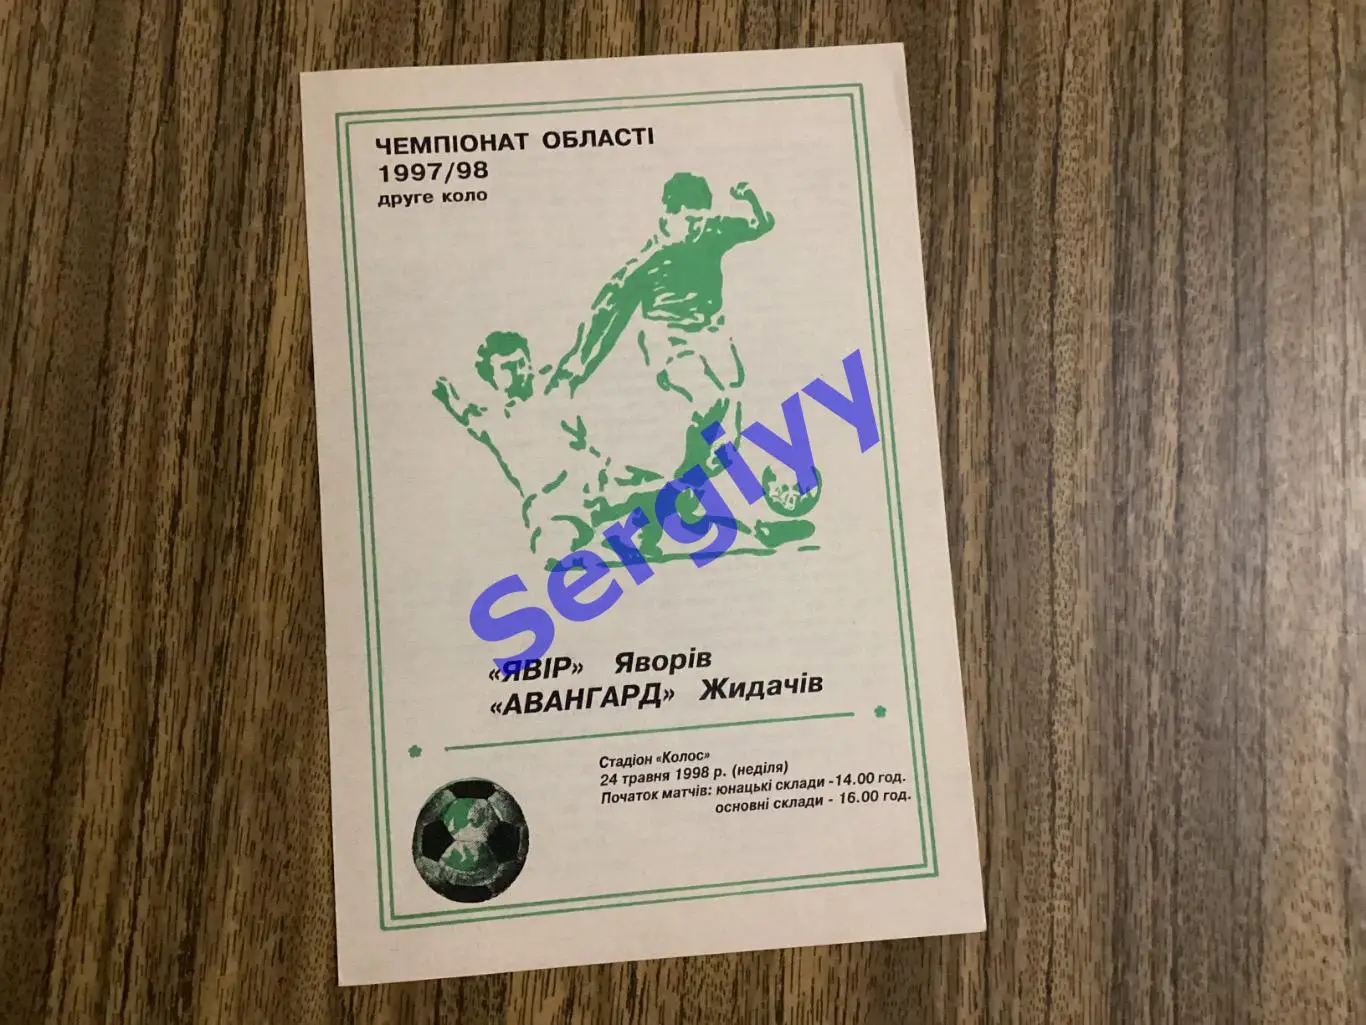 ЧЕМПІОНАТ ОБЛАСТІ
1997/98
друге коло
Sergiyy
«ЯВІР» Яворів
«АВАНГАРД» Жидачів
Стадіон «Колос»
24 травня 1998 р. (неділя)
Початок матчів: юнацькі склади -14.00 год.
основні склади - 16.00 год.